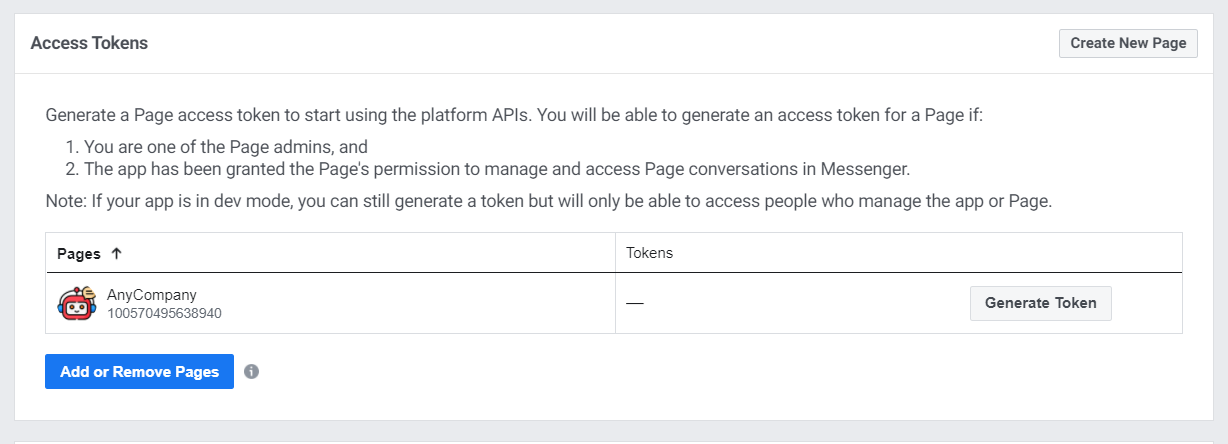 Access Tokens
Create New Page
Generate a Page access token to start using the platform APIs. You will be able to generate an access token for a Page if:
1. You are one of the Page admins, and
2. The app has been granted the Page's permission to manage and access Page conversations in Messenger.
Note: If your app is in dev mode, you can still generate a token but will only be able to access people who manage the app or Page.
Pages ↑
Tokens
AnyCompany
100570495638940
—
Generate Token
Add or Remove Pages